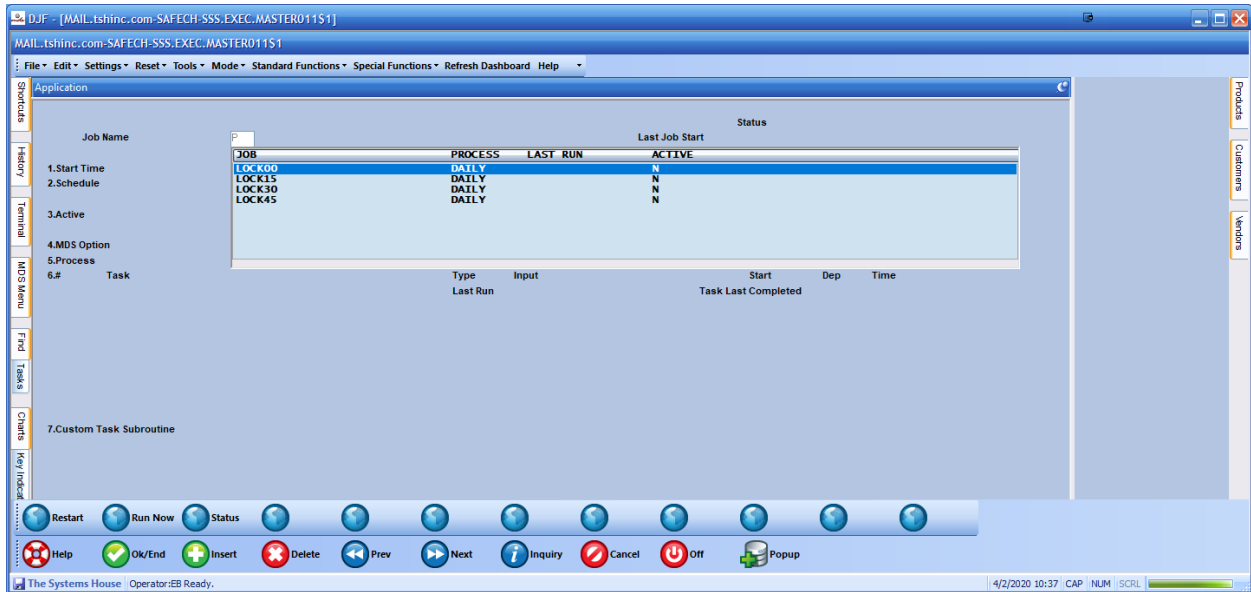 DJF - [MAIL.tshinc.com-SAFECH-SSS.EXEC.MASTER011$1]
MAIL.tshinc.com-SAFECH-SSS.EXEC.MASTER011$1
File Edit Settings Reset Tools Mode Standard Functions Special Functions Refresh Dashboard Help
Application
Shortcuts
History
Terminal
MDS Menu
Find
Tasks
Charts
Key Indicat
Products
Customers
Vendors
Status
Job Name P Last Job Start
JOB PROCESS LAST RUN ACTIVE
1.Start Time LOCK00 DAILY N
2.Schedule LOCK15 DAILY N
LOCK30 DAILY N
LOCK45 DAILY N
3.Active
4.MDS Option
5.Process
6.# Task Type Input Start Dep Time
Last Run Task Last Completed
7.Custom Task Subroutine
Restart Run Now Status
Help Ok/End Insert Delete Prev Next Inquiry Cancel Off Popup
The Systems House Operator:EB Ready. 4/2/2020 10:37 CAP NUM SCRL